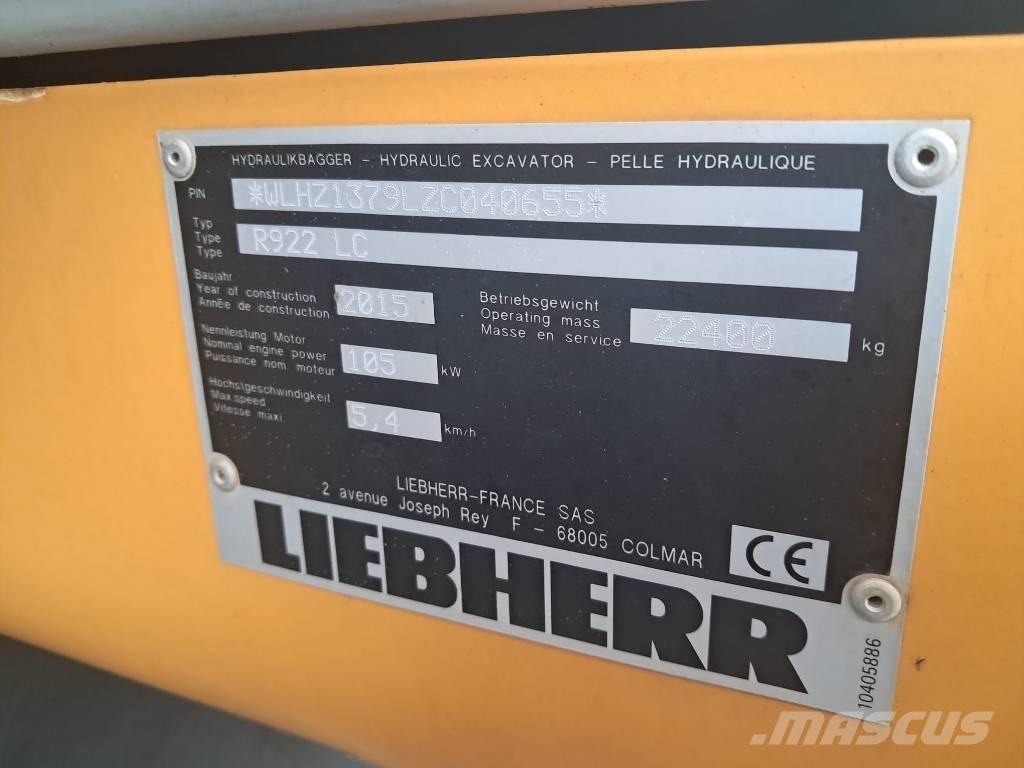 HYDRAULIKBAGGER - HYDRAULIC EXCAVATOR - PELLE HYDRAULIQUE
PIN *WLHZ1379LZC040655*
Typ
Type R922 LC
Type
Baujahr
Year of construction 2015
Année de construction
Betriebsgewicht
Operating mass 22400 kg
Masse en service
Nennleistung Motor
Nominal engine power 105 kW
Puissance nom. moteur
Höchstgeschwindigkeit
Max.speed 5,4 km/h
Vitesse maxi
LIEBHERR-FRANCE SAS
2 avenue Joseph Rey F - 68005 COLMAR
CE
LIEBHERR
10405886
MASCUS